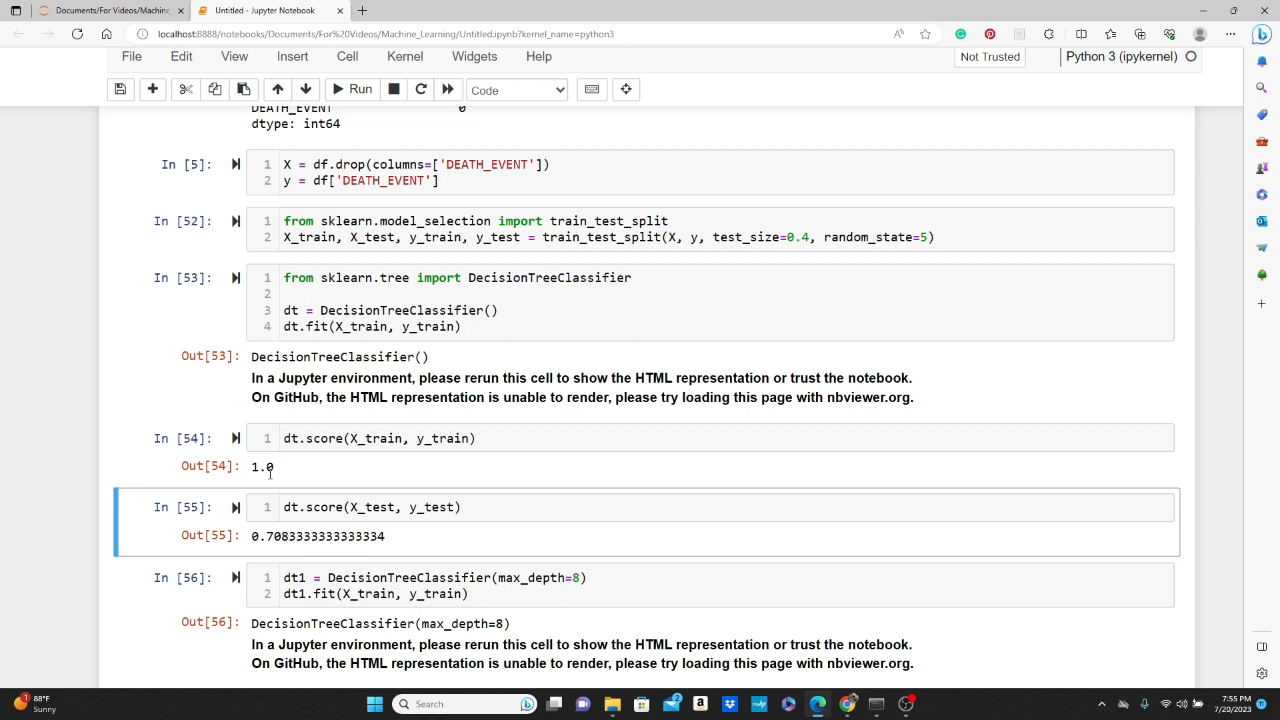 Documents/For Videos/Machine_
Untitled - Jupyter Notebook
localhost:8888/notebooks/Documents/For%20Videos/Machine_Learning/Untitled.ipynb?kernel_name=python3
File Edit View Insert Cell Kernel Widgets Help
Not Trusted
Python 3 (ipykernel)
Run
Code
DEATH_EVENT 0
dtype: int64
In [5]:
1 X = df.drop(columns=['DEATH_EVENT'])
2 y = df['DEATH_EVENT']
In [52]:
1 from sklearn.model_selection import train_test_split
2 X_train, X_test, y_train, y_test = train_test_split(X, y, test_size=0.4, random_state=5)
In [53]:
1 from sklearn.tree import DecisionTreeClassifier
2
3 dt = DecisionTreeClassifier()
4 dt.fit(X_train, y_train)
Out[53]: DecisionTreeClassifier()
In a Jupyter environment, please rerun this cell to show the HTML representation or trust the notebook.
On GitHub, the HTML representation is unable to render, please try loading this page with nbviewer.org.
In [54]: 1 dt.score(X_train, y_train)
Out[54]: 1.0
In [55]: 1 dt.score(X_test, y_test)
Out[55]: 0.7083333333333334
In [56]:
1 dt1 = DecisionTreeClassifier(max_depth=8)
2 dt1.fit(X_train, y_train)
Out[56]: DecisionTreeClassifier(max_depth=8)
In a Jupyter environment, please rerun this cell to show the HTML representation or trust the notebook.
On GitHub, the HTML representation is unable to render, please try loading this page with nbviewer.org.
88°F
Sunny
Search
7:55 PM
7/20/2023